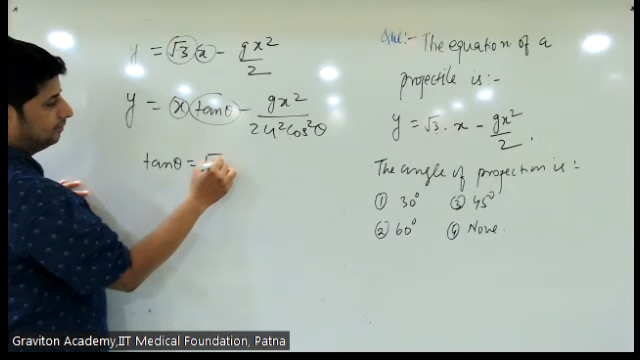 y = √3 x - gx²/2
y = x tanθ - gx²/2u²cos²θ
tanθ = √
Que:- The equation of a
projectile is:-
y = √3. x - gx²/2.
The angle of projection is:-
① 30° ③ 45°
② 60° ④ None.
Graviton Academy,IIT Medical Foundation, Patna